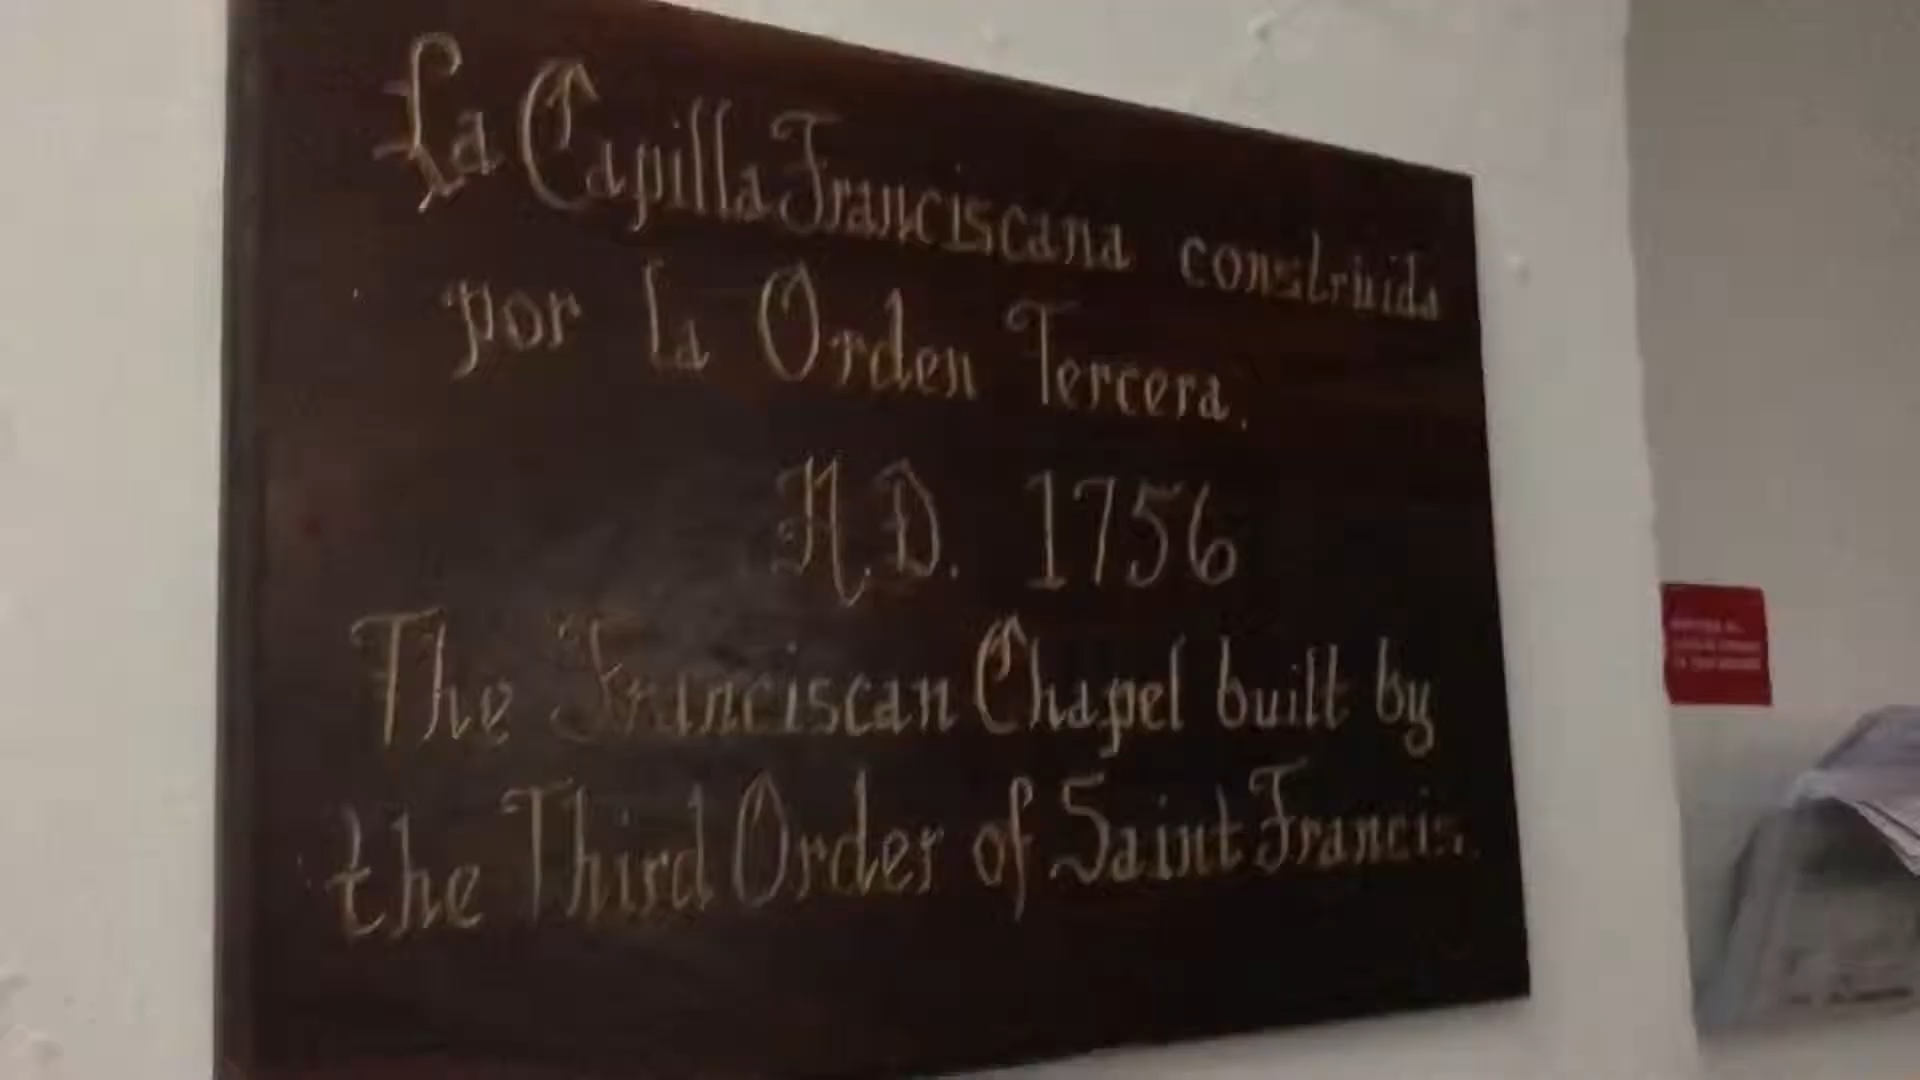 La Capilla Franciscana construida
por la Orden Tercera.
A.D. 1756
The Franciscan Chapel built by
the Third Order of Saint Francis.